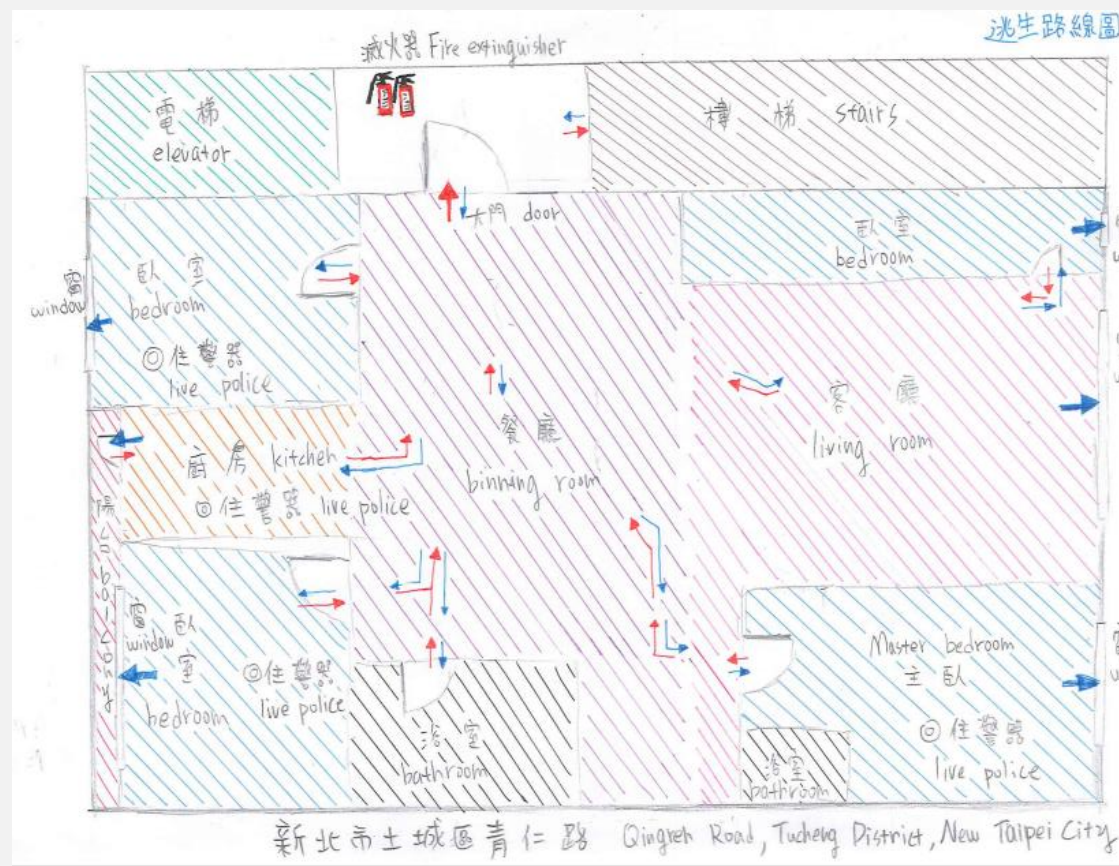 逃生路線圖
滅火器 Fire extinguisher
電梯
elevator
樓梯 stairs
大門 door
臥室
bedroom
臥室
bedroom
窗
window
◎住警器
live police
客廳
living room
餐廳
binning room
廚房 kitchen
◎住警器 live police
陽
窗
window
臥室
bedroom
◎住警器
live police
浴室
bathroom
Master bedroom
主臥
◎住警器
live police
浴室
bathroom
窗
新北市土城區青仁路 Qingren Road, Tucheng District, New Taipei City